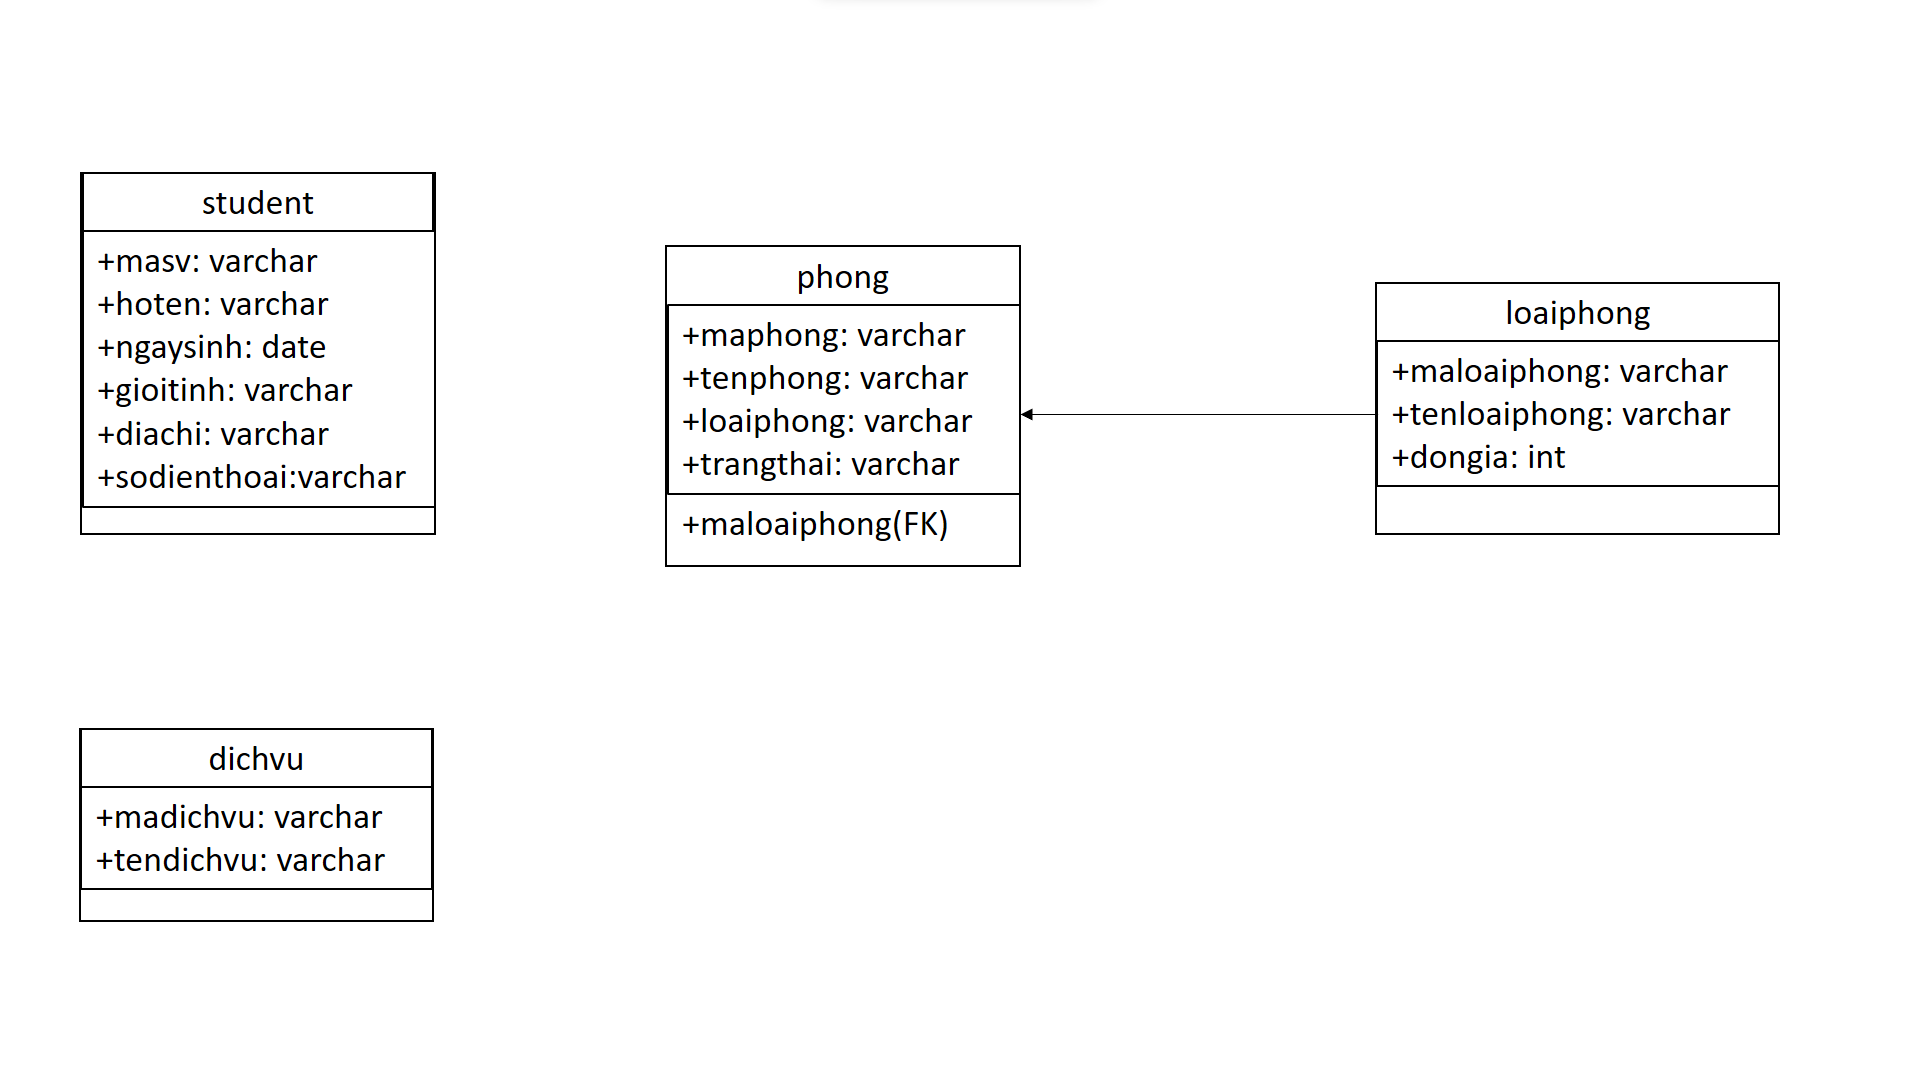 student
+masv: varchar
+hoten: varchar
+ngaysinh: date
+gioitinh: varchar
+diachi: varchar
+sodienthoai:varchar
phong
+maphong: varchar
+tenphong: varchar
+loaiphong: varchar
+trangthai: varchar
+maloaiphong(FK)
loaiphong
+maloaiphong: varchar
+tenloaiphong: varchar
+dongia: int
dichvu
+madichvu: varchar
+tendichvu: varchar